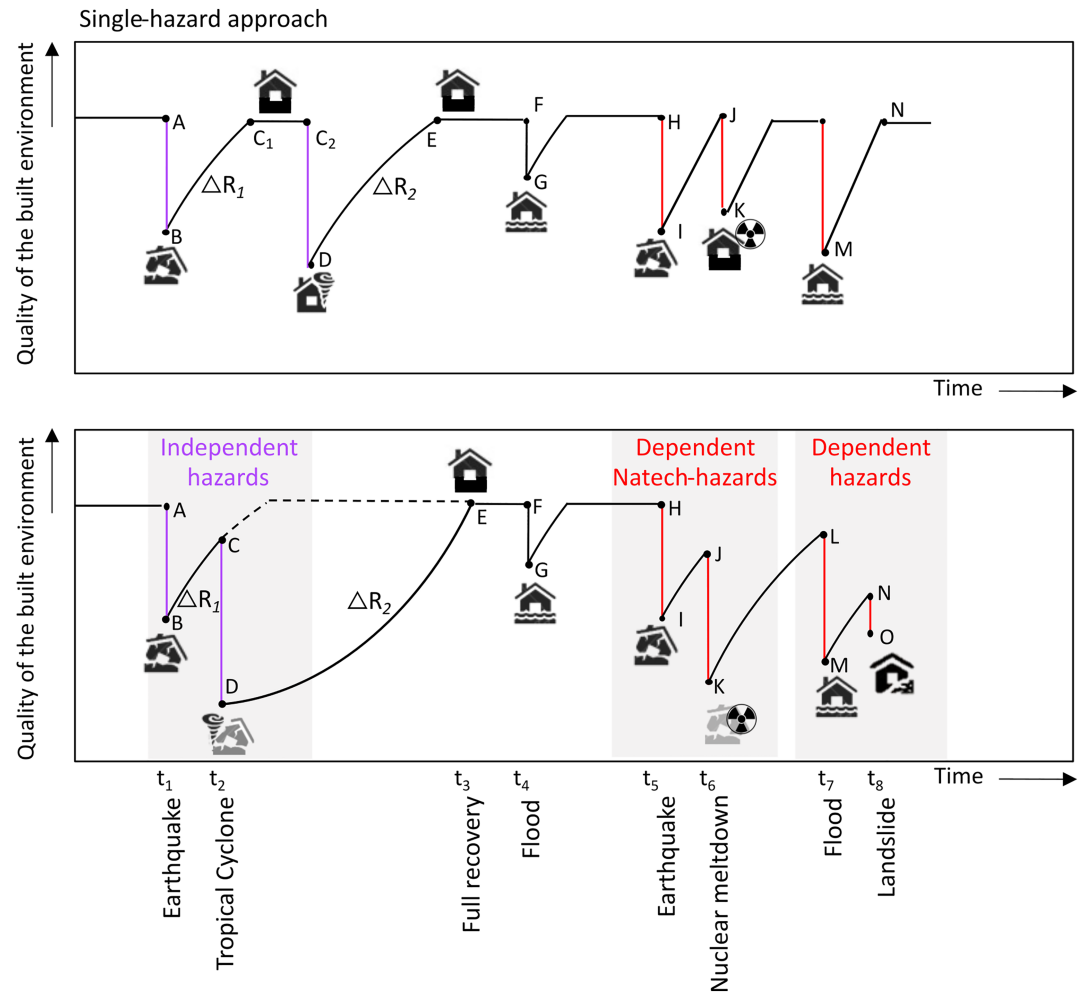 Single-hazard approach
Quality of the built environment
A
B
△R1
C1
C2
D
△R2
E
F
G
H
I
J
K
M
N
Time
Quality of the built environment
Independent
hazards
Dependent
Natech-hazards
Dependent
hazards
A
B
△R1
C
D
△R2
E
F
G
H
I
J
K
L
M
N
O
t1
t2
t3
t4
t5
t6
t7
t8
Time
Earthquake
Tropical Cyclone
Full recovery
Flood
Earthquake
Nuclear meltdown
Flood
Landslide